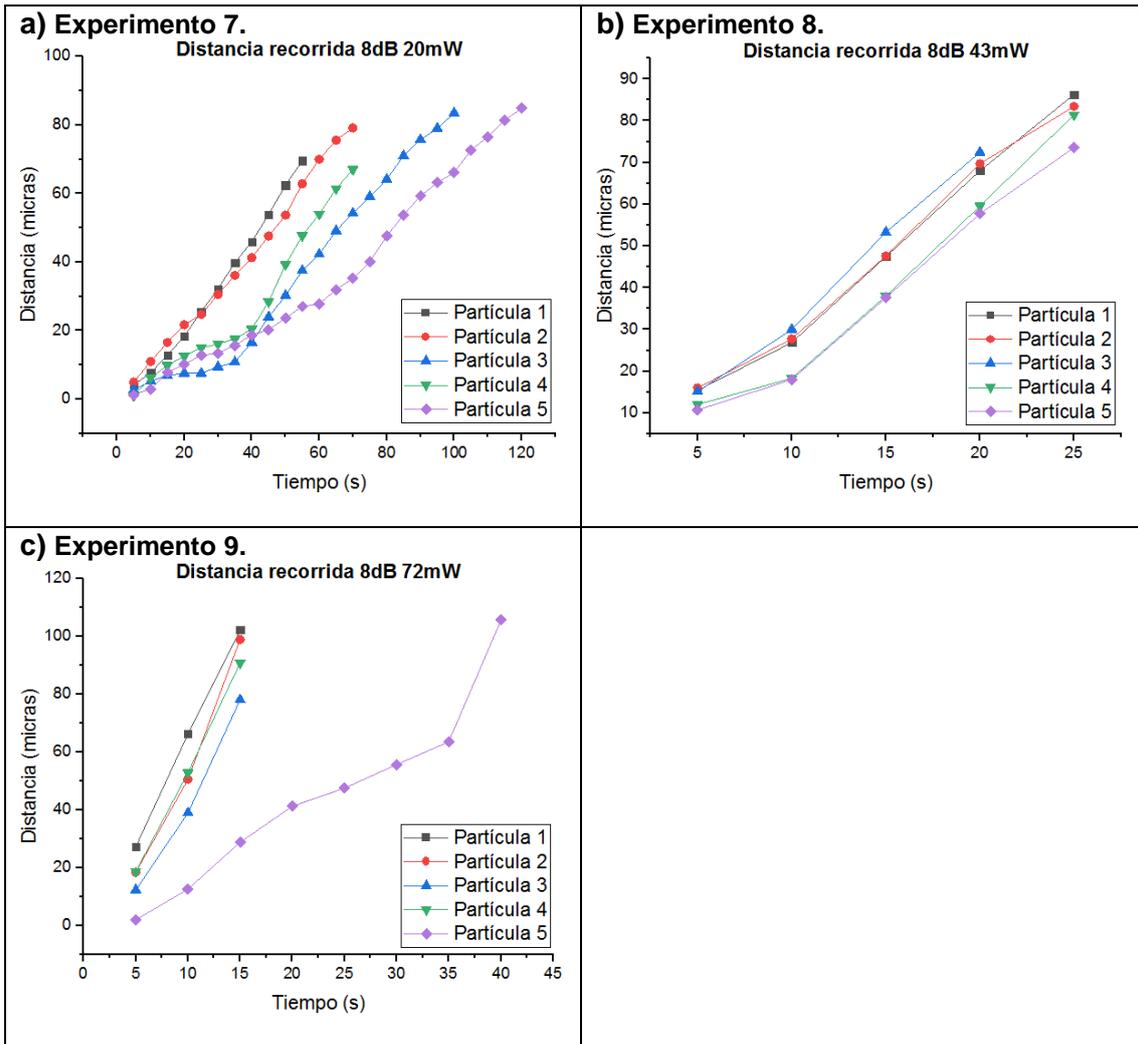 a) Experimento 7.
Distancia recorrida 8dB 20mW
Distancia (micras)
100
80
60
40
20
0
0 20 40 60 80 100 120
Tiempo (s)
Partícula 1
Partícula 2
Partícula 3
Partícula 4
Partícula 5
b) Experimento 8.
Distancia recorrida 8dB 43mW
Distancia (micras)
90
80
70
60
50
40
30
20
10
5 10 15 20 25
Tiempo (s)
Partícula 1
Partícula 2
Partícula 3
Partícula 4
Partícula 5
c) Experimento 9.
Distancia recorrida 8dB 72mW
Distancia (micras)
120
100
80
60
40
20
0
0 5 10 15 20 25 30 35 40 45
Tiempo (s)
Partícula 1
Partícula 2
Partícula 3
Partícula 4
Partícula 5